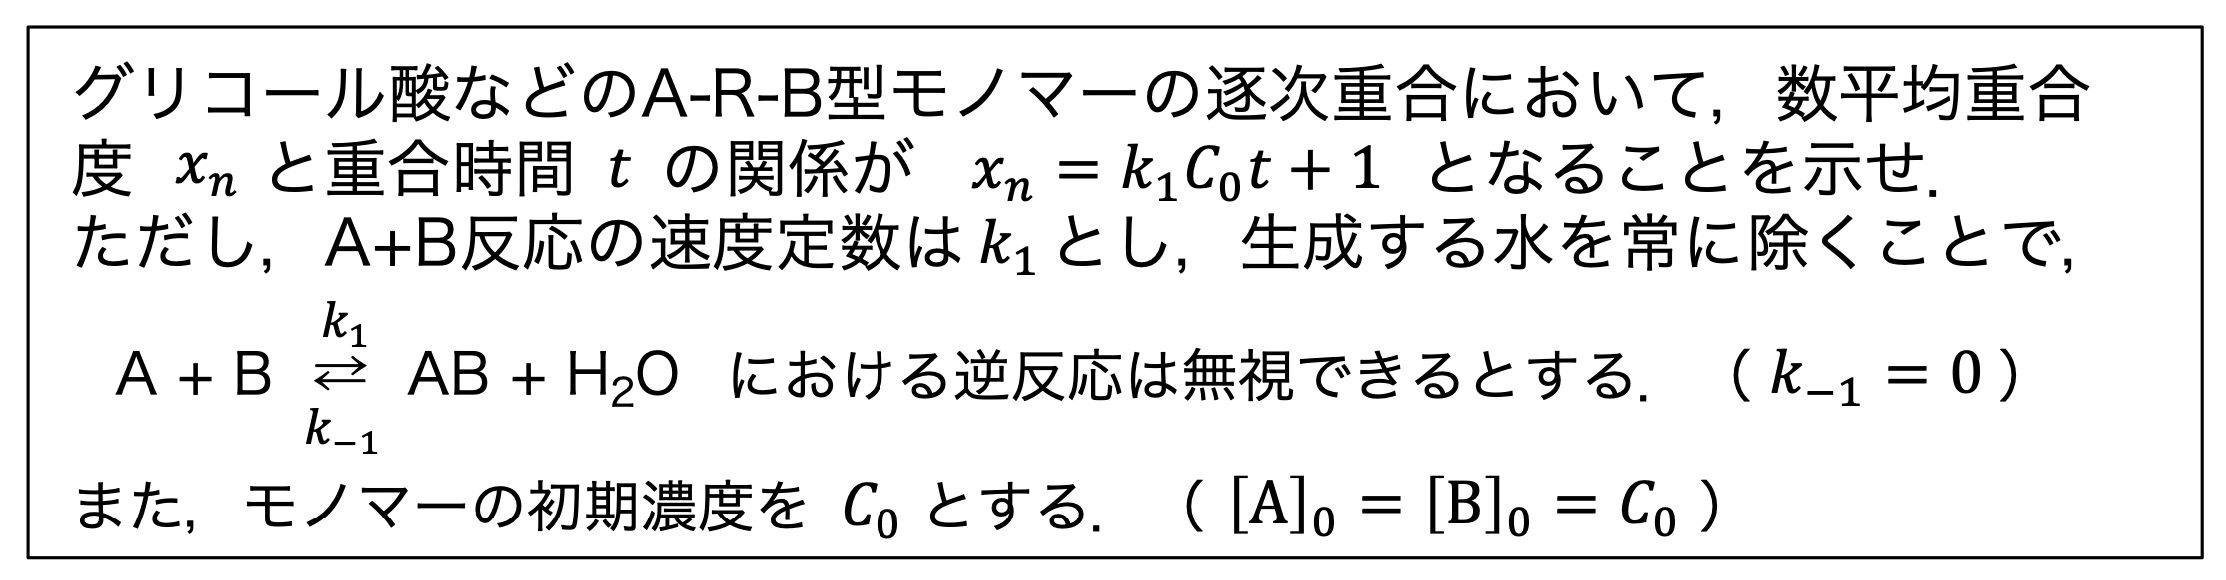 グリコール酸などのA-R-B型モノマーの逐次重合において，数平均重合
度 xₙ と重合時間 t の関係が xₙ = k₁C₀t + 1 となることを示せ．
ただし，A+B反応の速度定数は k₁ とし，生成する水を常に除くことで，
k₁
A + B ⇄ AB + H₂O における逆反応は無視できるとする．（ k₋₁ = 0 ）
k₋₁
また，モノマーの初期濃度を C₀ とする．（ [A]₀ = [B]₀ = C₀ ）